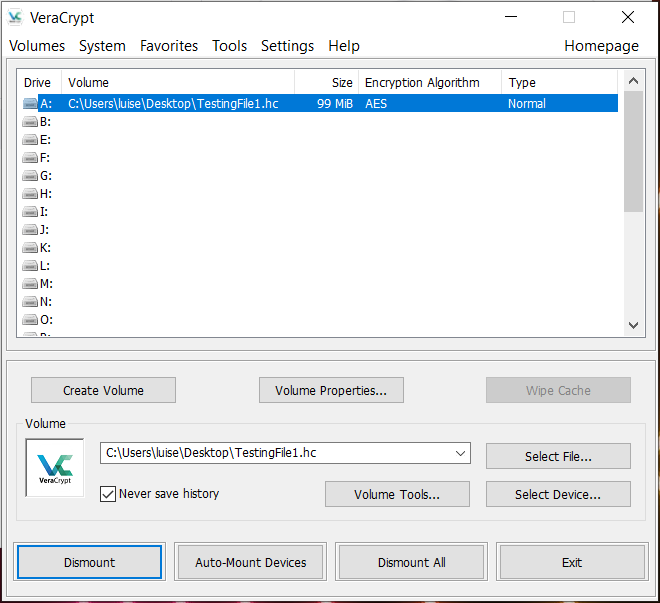 VeraCrypt
Volumes System Favorites Tools Settings Help Homepage
Drive Volume Size Encryption Algorithm Type
A: C:\Users\luise\Desktop\TestingFile1.hc 99 MiB AES Normal
B:
E:
F:
G:
H:
I:
J:
K:
L:
M:
N:
O:
Create Volume Volume Properties... Wipe Cache
Volume
VeraCrypt
C:\Users\luise\Desktop\TestingFile1.hc Select File...
Never save history Volume Tools... Select Device...
Dismount Auto-Mount Devices Dismount All Exit